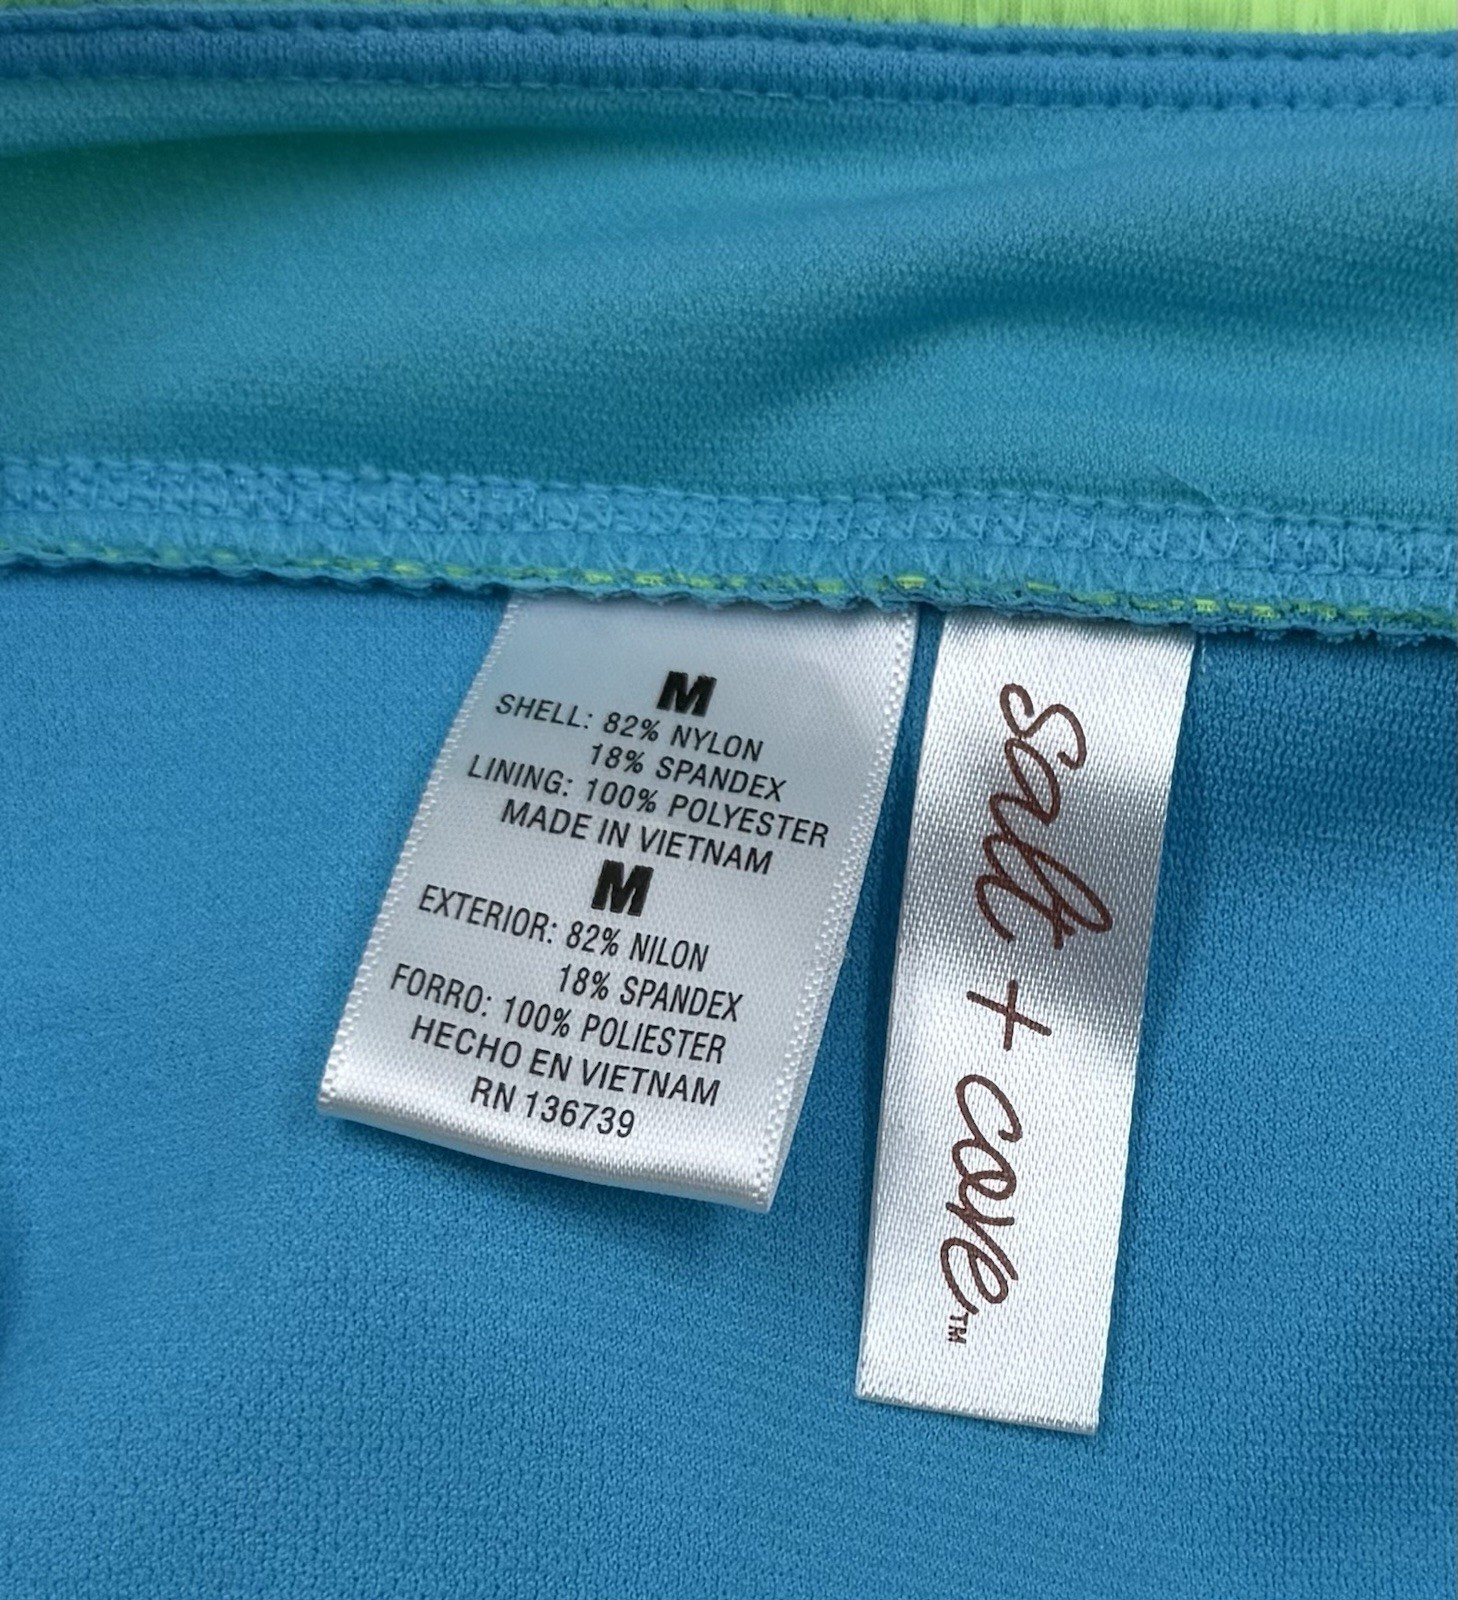 M
SHELL: 82% NYLON
18% SPANDEX
LINING: 100% POLYESTER
MADE IN VIETNAM
M
EXTERIOR: 82% NILON
18% SPANDEX
FORRO: 100% POLIESTER
HECHO EN VIETNAM
RN 136739
salt + cove™